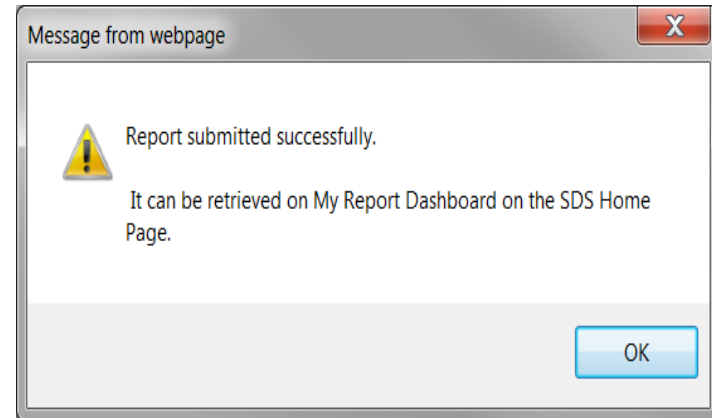 Message from webpage
X
Report submitted successfully.
It can be retrieved on My Report Dashboard on the SDS Home
Page.
OK